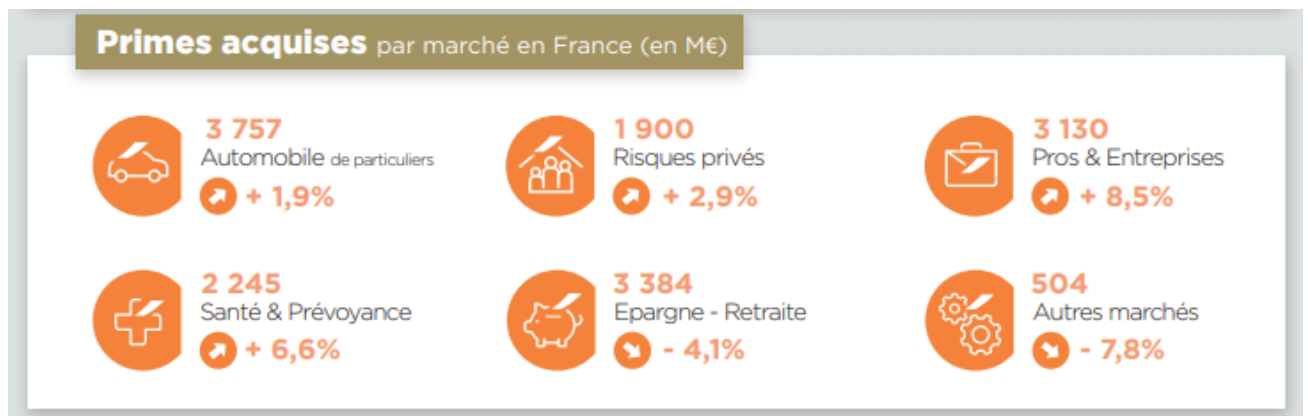 Primes acquises par marché en France (en M€)
3 757
Automobile de particuliers
+ 1,9%
1 900
Risques privés
+ 2,9%
3 130
Pros & Entreprises
+ 8,5%
2 245
Santé & Prévoyance
+ 6,6%
3 384
Epargne - Retraite
- 4,1%
504
Autres marchés
- 7,8%